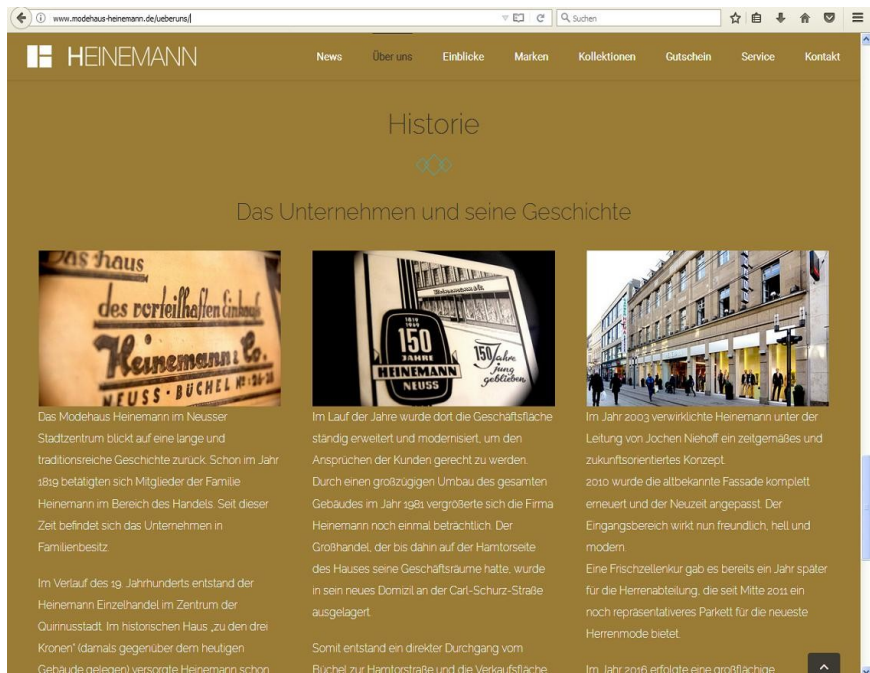 www.modehaus-heinemann.de/ueberuns/
Suchen
HEINEMANN
News
Über uns
Einblicke
Marken
Kollektionen
Gutschein
Service
Kontakt
Historie
Das Unternehmen und seine Geschichte
Das Haus
des vorteilhaften Einkaufs
Heinemann & Co.
NEUSS · BÜCHEL Nº: 26-28
Das Modehaus Heinemann im Neusser
Stadtzentrum blickt auf eine lange und
traditionsreiche Geschichte zurück. Schon im Jahr
1819 betätigten sich Mitglieder der Familie
Heinemann im Bereich des Handels. Seit dieser
Zeit befindet sich das Unternehmen in
Familienbesitz.
Im Verlauf des 19. Jahrhunderts entstand der
Heinemann Einzelhandel im Zentrum der
Quirinusstadt. Im historischen Haus „zu den drei
Kronen" (damals gegenüber dem heutigen
Gebäude gelegen) versorgte Heinemann schon
1819
1969
150
JAHRE
HEINEMANN
NEUSS
150 Jahre
jung
geblieben
Im Lauf der Jahre wurde dort die Geschäftsfläche
ständig erweitert und modernisiert, um den
Ansprüchen der Kunden gerecht zu werden.
Durch einen großzügigen Umbau des gesamten
Gebäudes im Jahr 1981 vergrößerte sich die Firma
Heinemann noch einmal beträchtlich. Der
Großhandel, der bis dahin auf der Hamtorseite
des Hauses seine Geschäftsräume hatte, wurde
in sein neues Domizil an der Carl-Schurz-Straße
ausgelagert.
Somit entstand ein direkter Durchgang vom
Büchel zur Hamtorstraße und die Verkaufsfläche
Im Jahr 2003 verwirklichte Heinemann unter der
Leitung von Jochen Niehoff ein zeitgemäßes und
zukunftsorientiertes Konzept.
2010 wurde die altbekannte Fassade komplett
erneuert und der Neuzeit angepasst. Der
Eingangsbereich wirkt nun freundlich, hell und
modern.
Eine Frischzellenkur gab es bereits ein Jahr später
für die Herrenabteilung, die seit Mitte 2011 ein
noch repräsentativeres Parkett für die neueste
Herrenmode bietet.
Im Jahr 2016 erfolgte eine großflächige